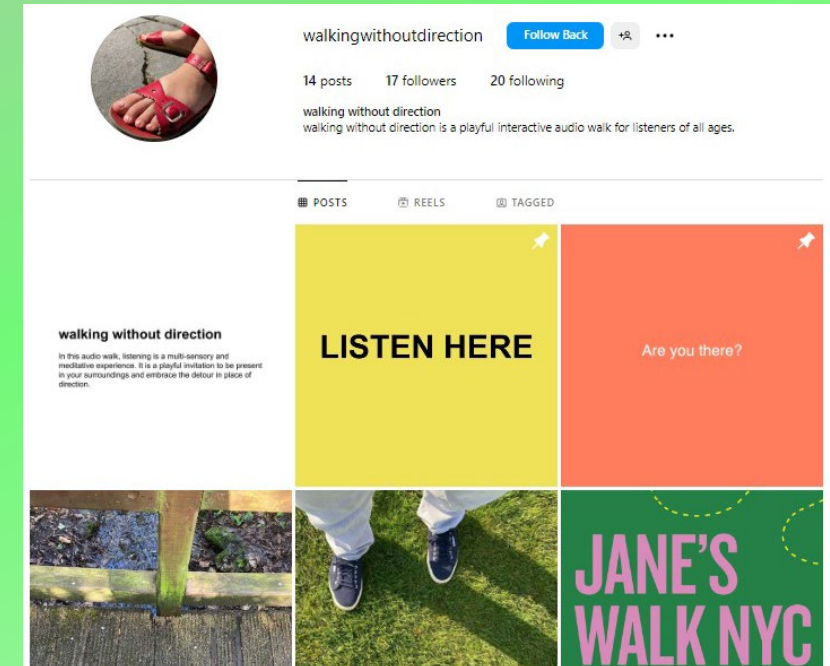 walkingwithoutdirection Follow Back
14 posts 17 followers 20 following
walking without direction
walking without direction is a playful interactive audio walk for listeners of all ages.
POSTS REELS TAGGED
walking without direction
In this audio walk, listening is a multi-sensory and
meditative experience. It is a playful invitation to be present
in your surroundings and embrace the detour in place of
direction.
LISTEN HERE
Are you there?
JANE'S
WALK NYC